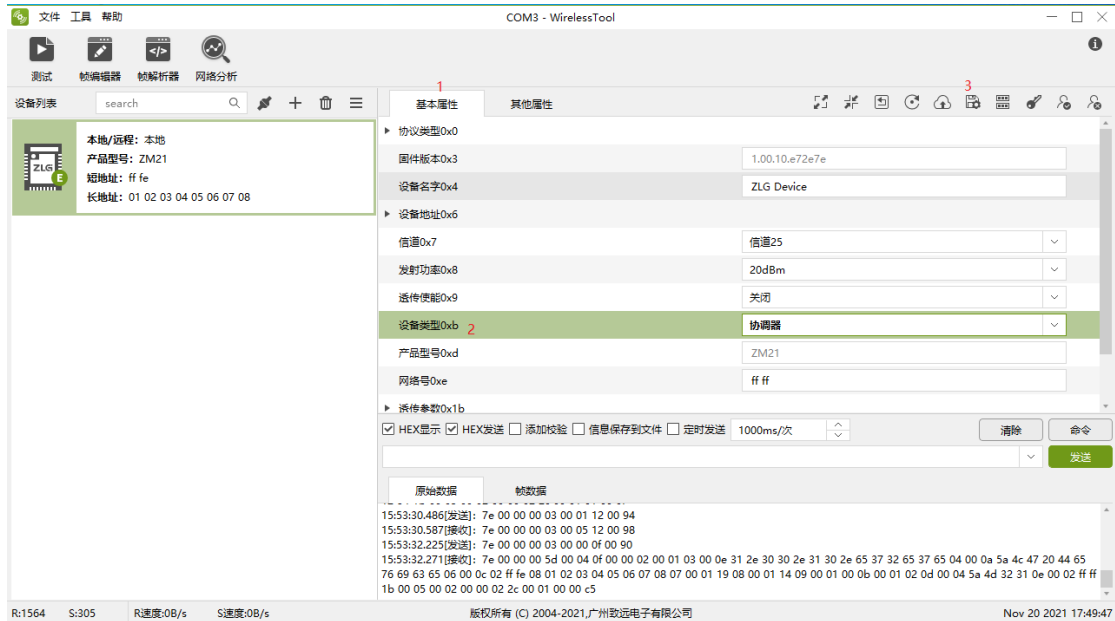 文件 工具 帮助
COM3 - WirelessTool
测试 帧编辑器 帧解析器 网络分析
设备列表
search
1
基本属性 其他属性
3
本地/远程：本地
产品型号：ZM21
短地址：ff fe
长地址：01 02 03 04 05 06 07 08
ZLG
E
协议类型0x0
固件版本0x3 1.00.10.e72e7e
设备名字0x4 ZLG Device
设备地址0x6
信道0x7 信道25
发射功率0x8 20dBm
透传使能0x9 关闭
设备类型0xb 2 协调器
产品型号0xd ZM21
网络号0xe ff ff
透传参数0x1b
HEX显示 HEX发送 添加校验 信息保存到文件 定时发送 1000ms/次 清除 命令
发送
原始数据 帧数据
15:53:30.486[发送]：7e 00 00 00 03 00 01 12 00 94
15:53:30.587[接收]：7e 00 00 00 03 00 05 12 00 98
15:53:32.225[发送]：7e 00 00 00 03 00 00 0f 00 90
15:53:32.271[接收]：7e 00 00 00 5d 00 04 0f 00 00 02 00 01 03 00 0e 31 2e 30 30 2e 31 30 2e 65 37 32 65 37 65 04 00 0a 5a 4c 47 20 44 65
76 69 63 65 06 00 0c 02 ff fe 08 01 02 03 04 05 06 07 08 07 00 01 19 08 00 01 14 09 00 01 00 0b 00 01 02 0d 00 04 5a 4d 32 31 0e 00 02 ff ff
1b 00 05 00 02 00 00 02 2c 00 01 00 00 c5
R:1564 S:305 R速度:0B/s S速度:0B/s 版权所有 (C) 2004-2021,广州致远电子有限公司 Nov 20 2021 17:49:47